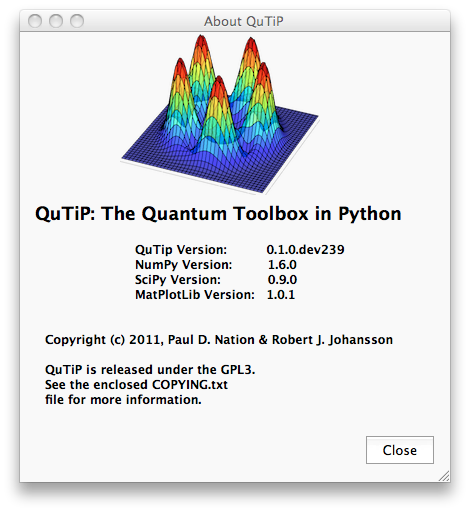 About QuTiP
QuTiP: The Quantum Toolbox in Python
QuTip Version: 0.1.0.dev239
NumPy Version: 1.6.0
SciPy Version: 0.9.0
MatPlotLib Version: 1.0.1
Copyright (c) 2011, Paul D. Nation & Robert J. Johansson
QuTiP is released under the GPL3.
See the enclosed COPYING.txt
file for more information.
Close